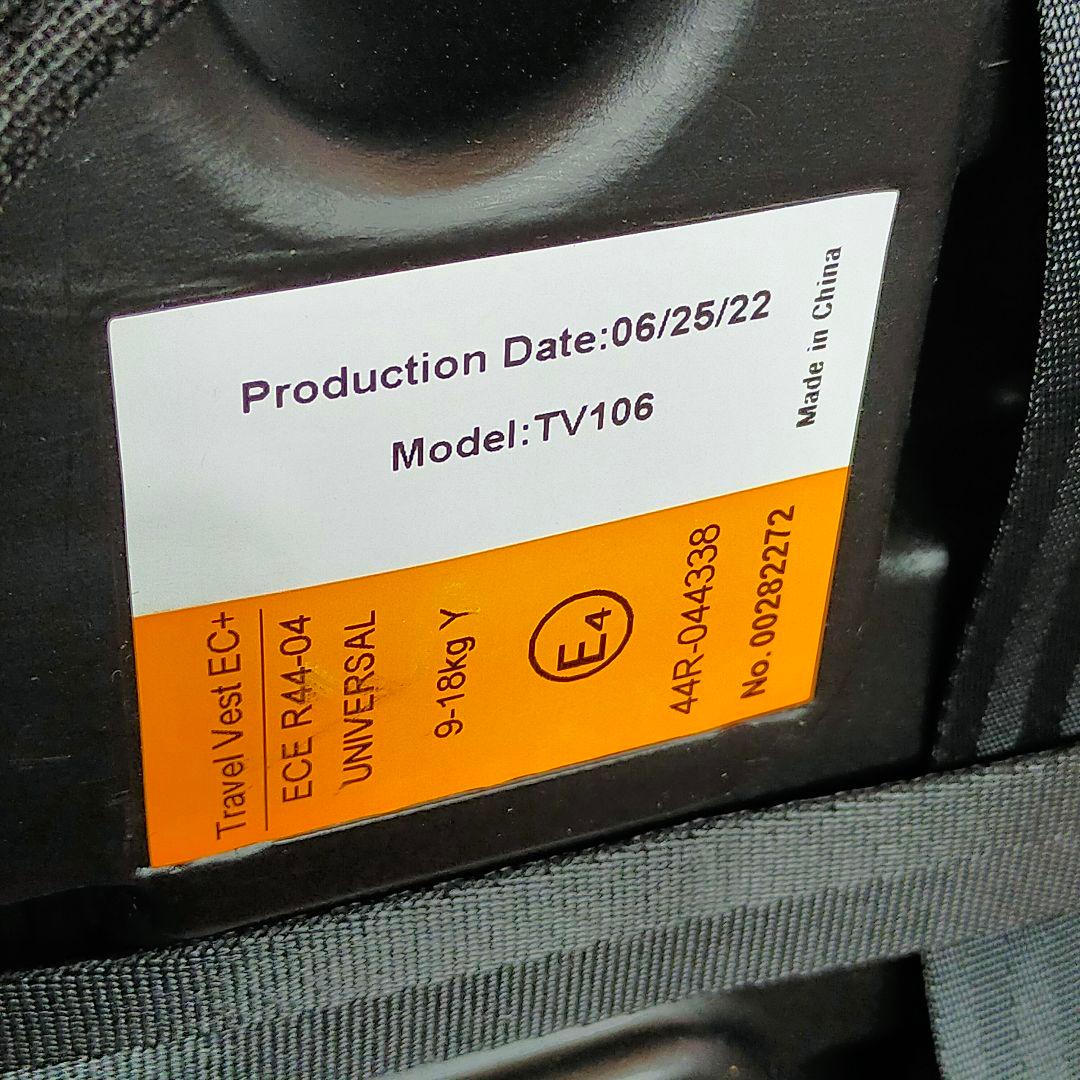 Production Date:06/25/22
Model:TV106
Made in China
Travel Vest EC+
ECE R44-04
UNIVERSAL
9-18kg Y
E4
44R-044338
No. 00282272